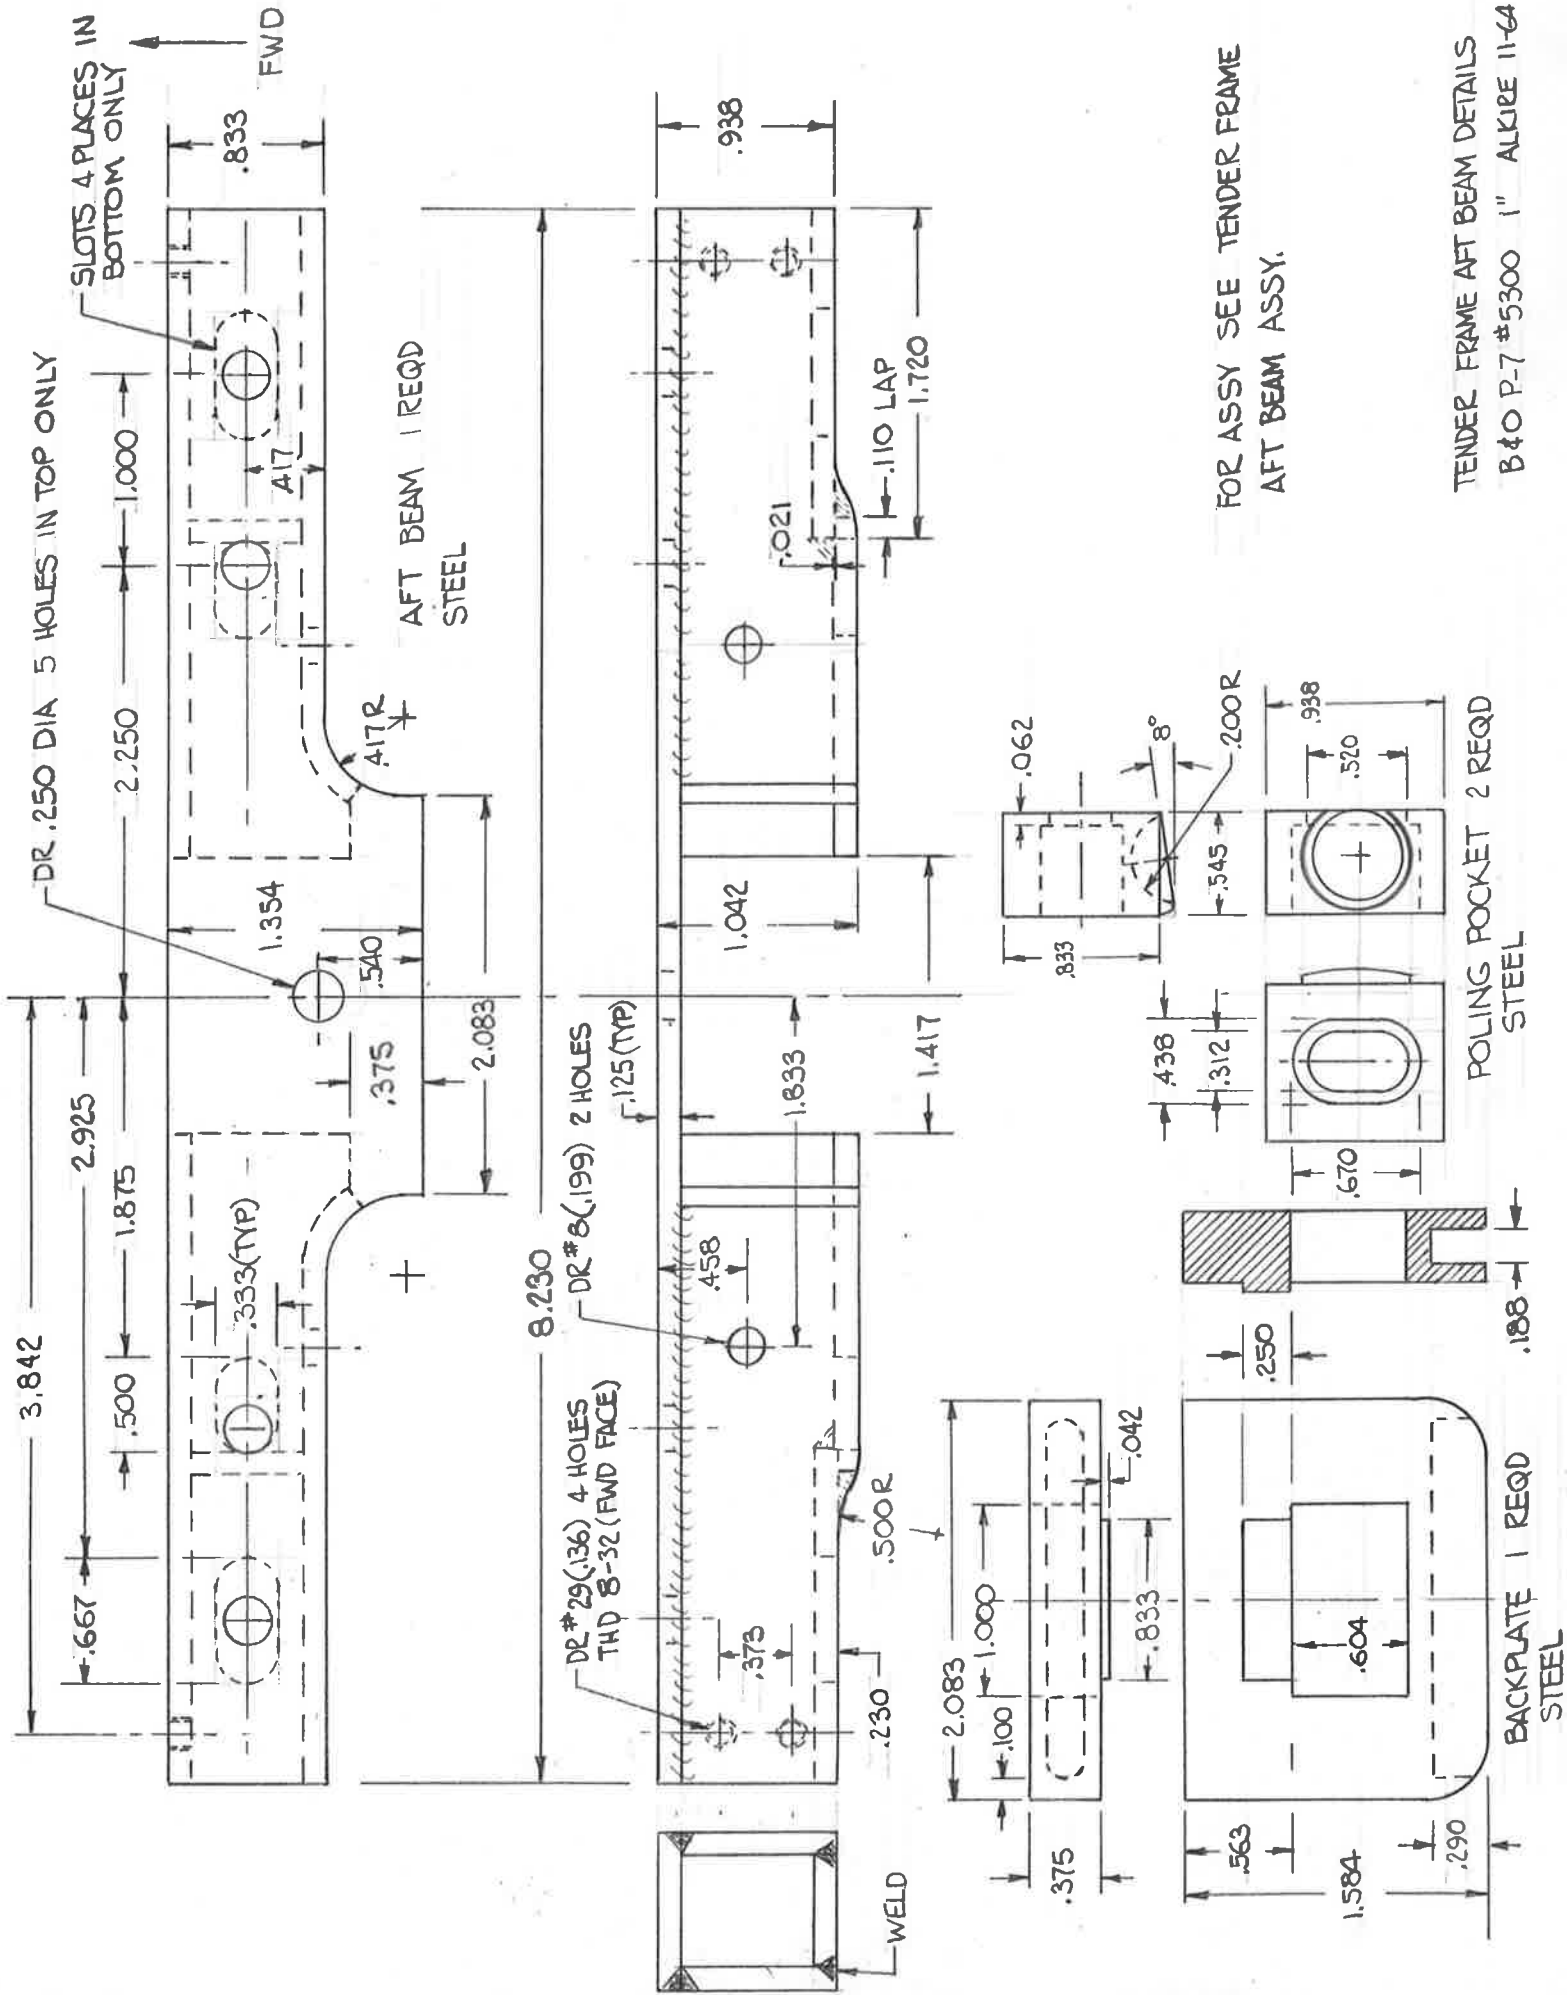 SLOTS 4 PLACES IN
BOTTOM ONLY
FWD
DR .250 DIA 5 HOLES IN TOP ONLY
3.842
2.925
2.250
1.000
.833
.667
.500
1.875
.333(TYP)
1.354
.540
.375
.417
.417R
2.083
AFT BEAM 1 REQD
STEEL
8.230
DR #8(.199) 2 HOLES
.125(TYP)
DR #29(.136) 4 HOLES
THD 8-32 (FWD FACE)
.458
1.833
.373
.230
.500R
1.042
1.417
.021
.110 LAP
1.720
.938
WELD
2.083
.100
1.000
.375
.833
.042
.563
1.584
.290
.604
.250
.188
BACKPLATE 1 REQD
STEEL
.062
.833
8°
.200R
.438
.312
.670
.545
.520
.938
POLING POCKET 2 REQD
STEEL
FOR ASSY SEE TENDER FRAME
AFT BEAM ASSY.
TENDER FRAME AFT BEAM DETAILS
B&O P-7 #5300 1" ALKIRE 11-64